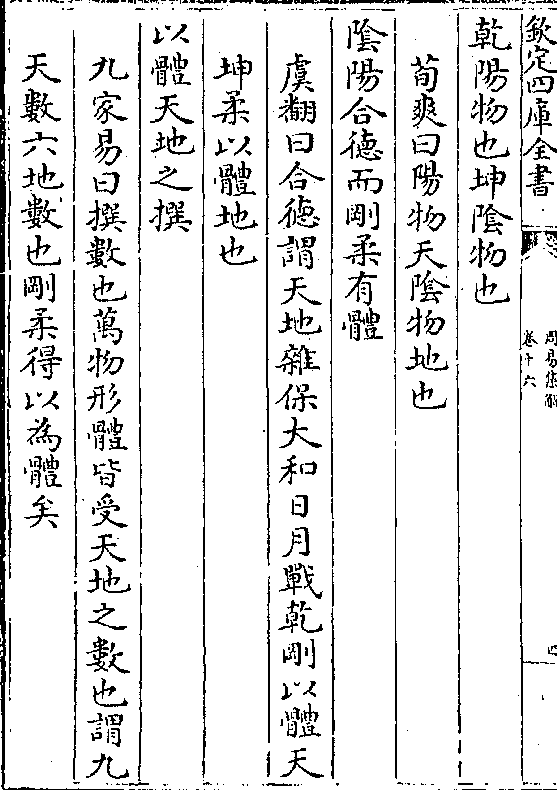 欽定四庫全書
周易集解
卷十六
四
乾陽物也坤陰物也
荀爽曰陽物天陰物地也
陰陽合德而剛柔有體
虞翻曰合德謂天地雜保大和日月戰乾剛以體天
坤柔以體地也
以體天地之撰
九家易曰撰數也萬物形體皆受天地之數也謂九
天數六地數也剛柔得以為體矣